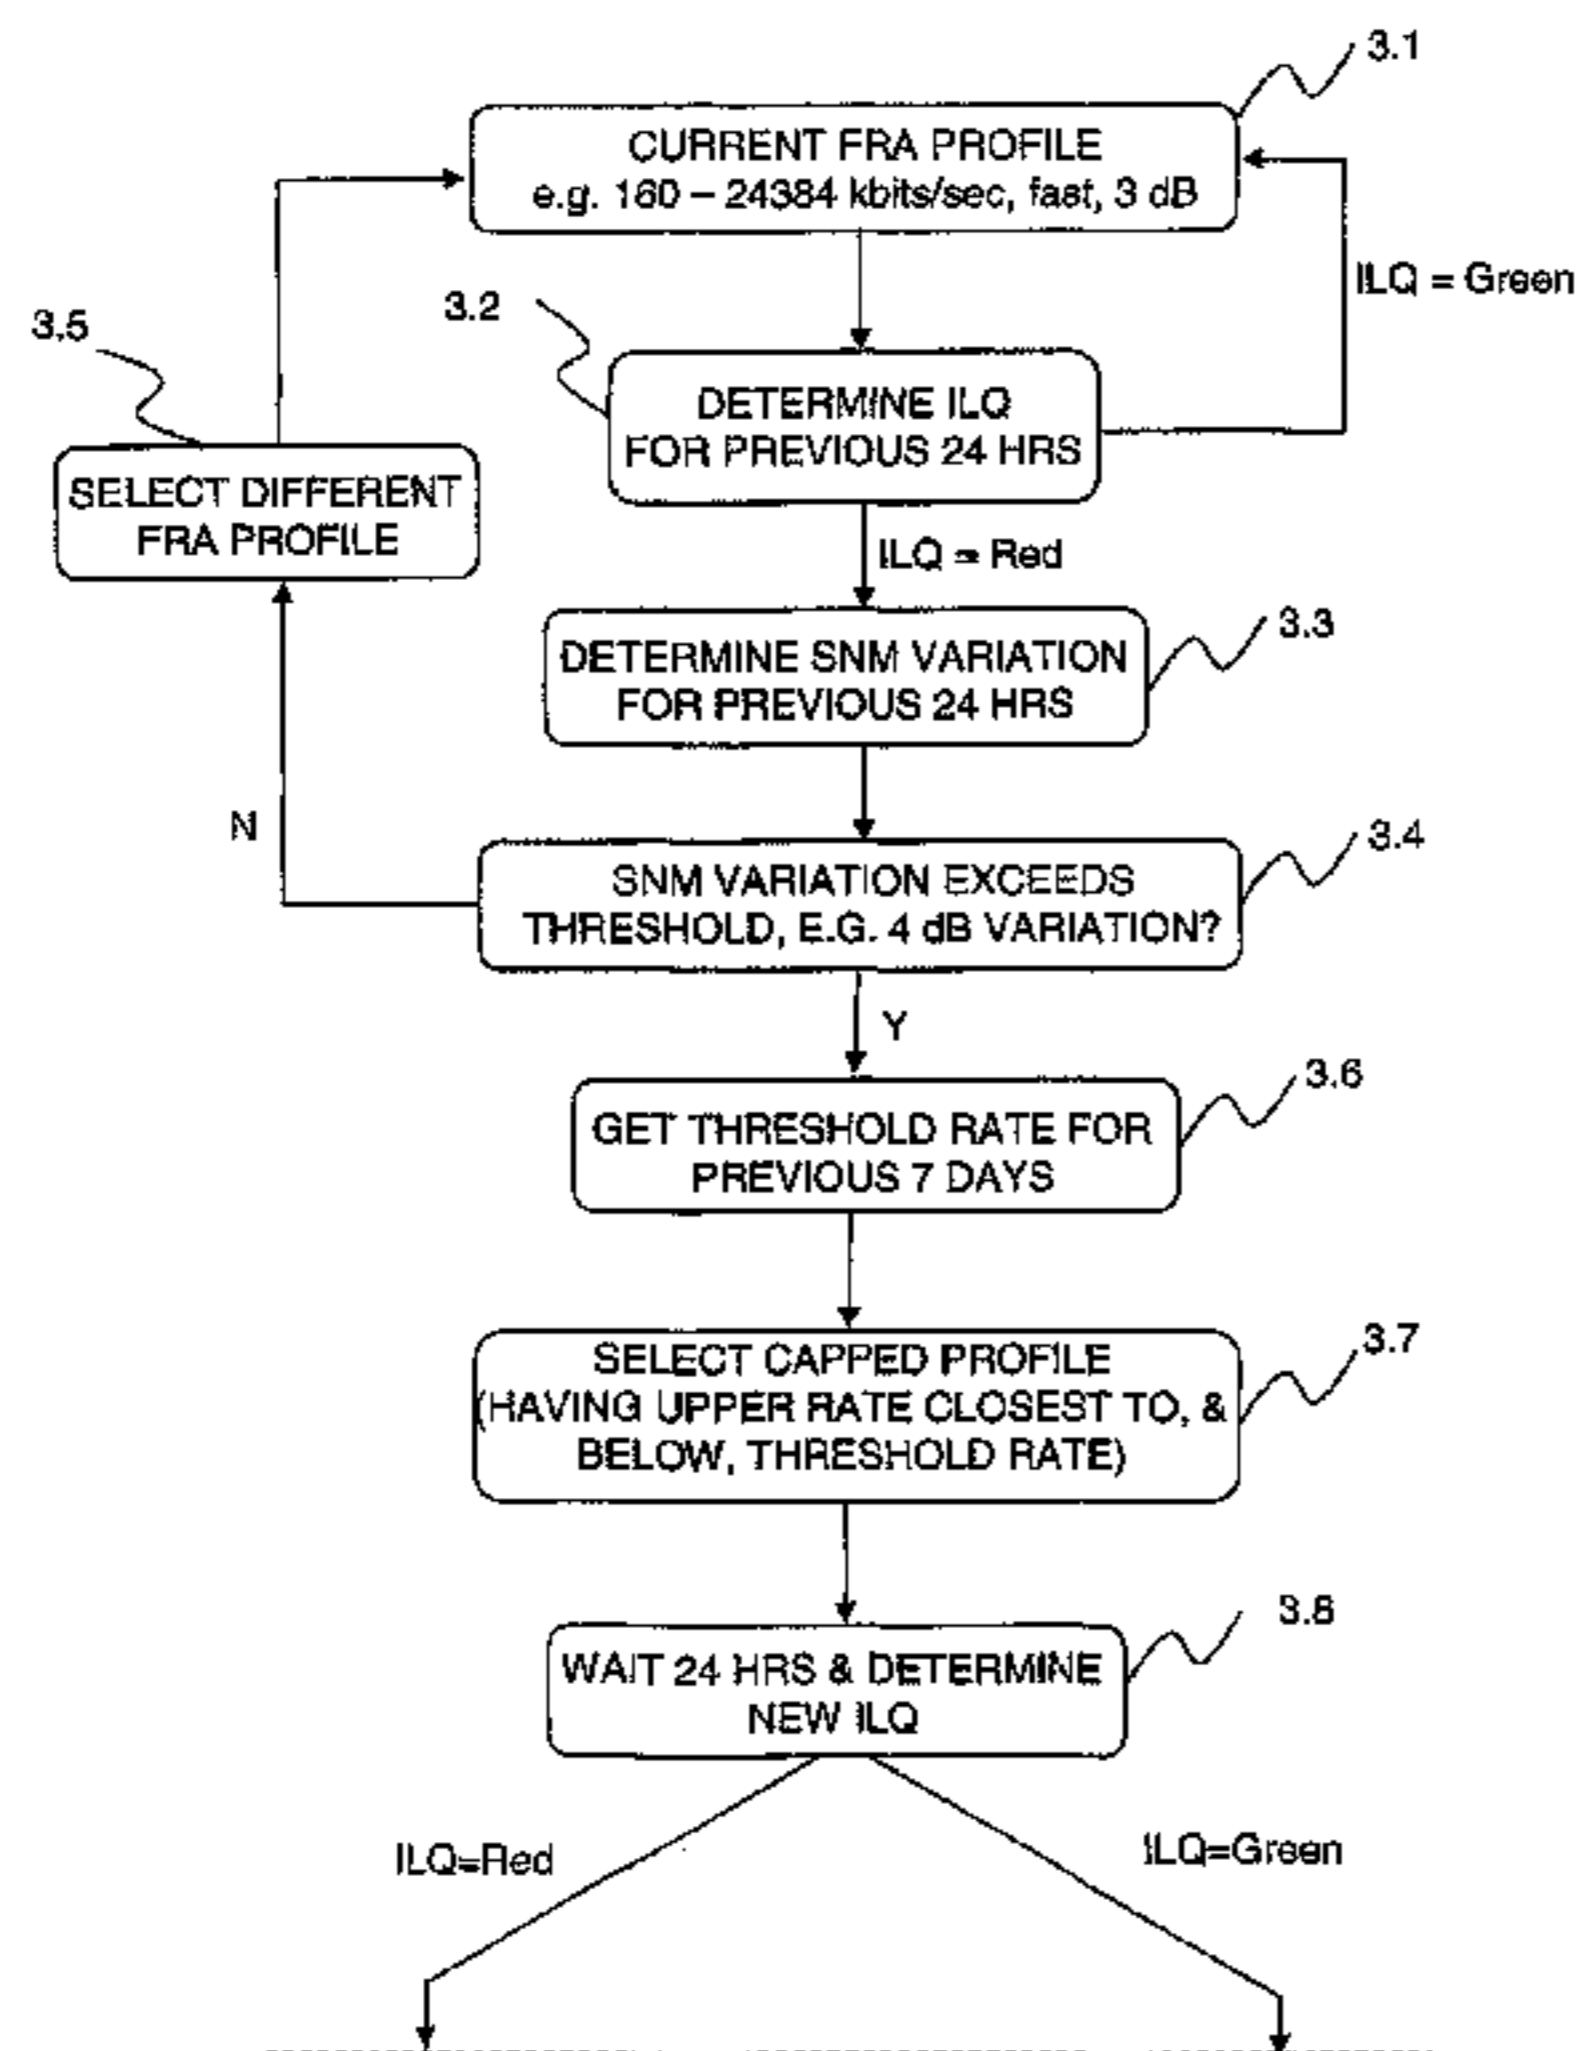 3.1
CURRENT FRA PROFILE
e.g. 160 – 24384 kbits/sec, fast, 3 dB
ILQ = Green
3.2
3.5
DETERMINE ILQ
FOR PREVIOUS 24 HRS
SELECT DIFFERENT
FRA PROFILE
ILQ = Red
3.3
DETERMINE SNM VARIATION
FOR PREVIOUS 24 HRS
N
3.4
SNM VARIATION EXCEEDS
THRESHOLD, E.G. 4 dB VARIATION?
Y
3.6
GET THRESHOLD RATE FOR
PREVIOUS 7 DAYS
3.7
SELECT CAPPED PROFILE
(HAVING UPPER RATE CLOSEST TO, &
BELOW, THRESHOLD RATE)
3.8
WAIT 24 HRS & DETERMINE
NEW ILQ
ILQ=Red
ILQ=Green